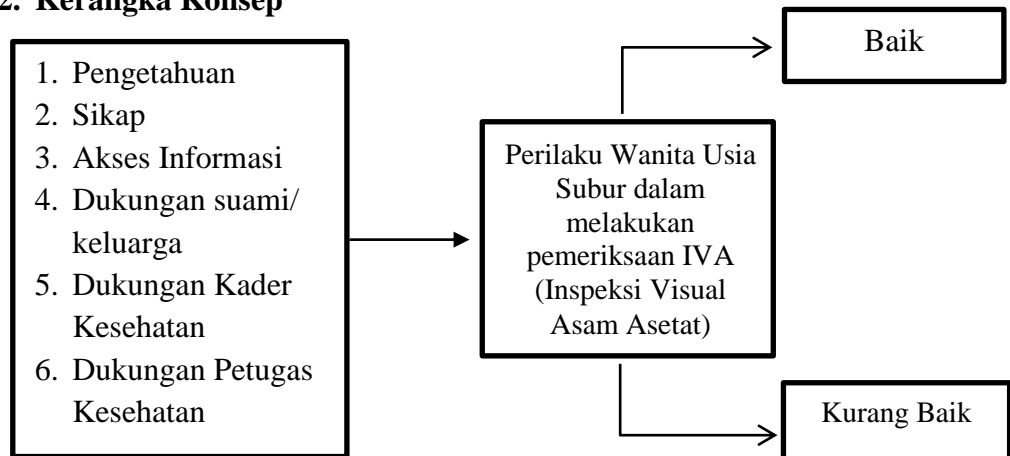 2. Kerangka Konsep
1. Pengetahuan
2. Sikap
3. Akses Informasi
4. Dukungan suami/
keluarga
5. Dukungan Kader
Kesehatan
6. Dukungan Petugas
Kesehatan
Perilaku Wanita Usia
Subur dalam
melakukan
pemeriksaan IVA
(Inspeksi Visual
Asam Asetat)
Baik
Kurang Baik